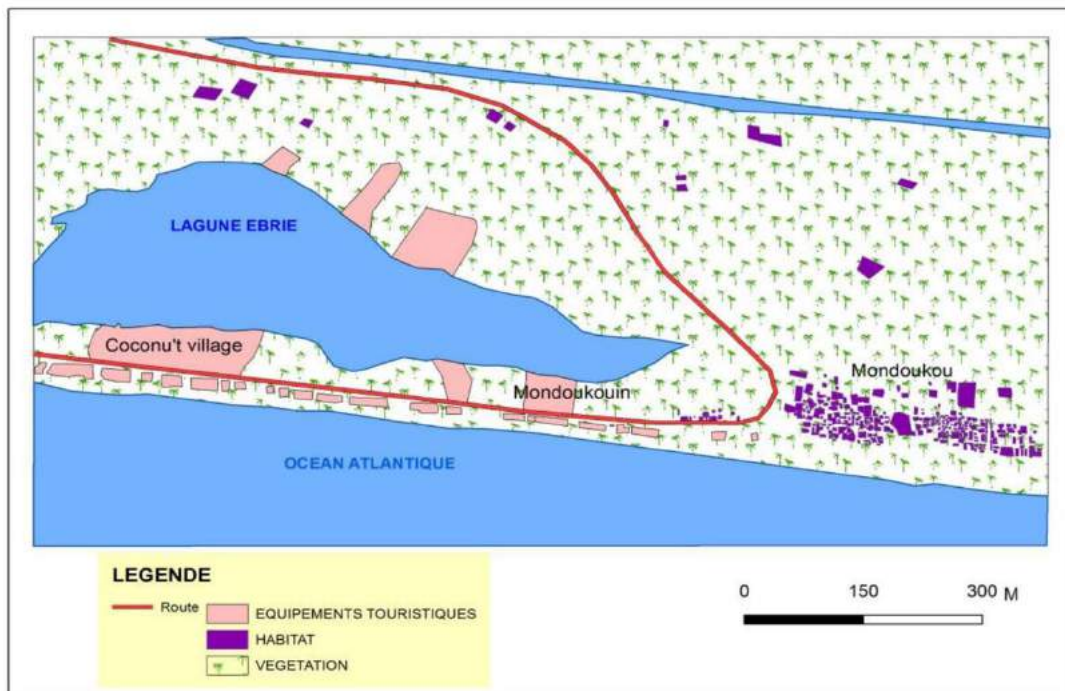 LAGUNE EBRIE
Coconu't village
Mondoukouin
Mondoukou
OCEAN ATLANTIQUE
LEGENDE
Route
EQUIPEMENTS TOURISTIQUES
HABITAT
VEGETATION
0 150 300 M